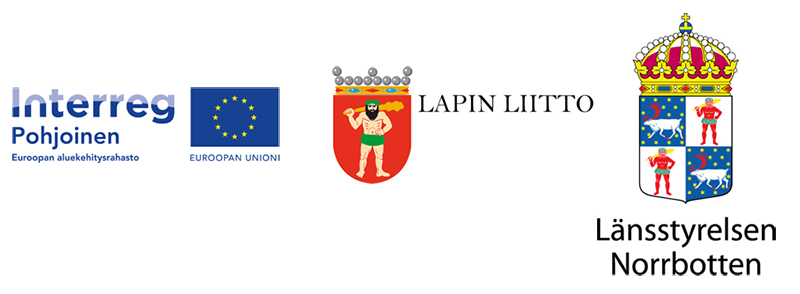 Interreg
Pohjoinen
Euroopan aluekehitysrahasto
EUROOPAN UNIONI
LAPIN LIITTO
Länsstyrelsen
Norrbotten